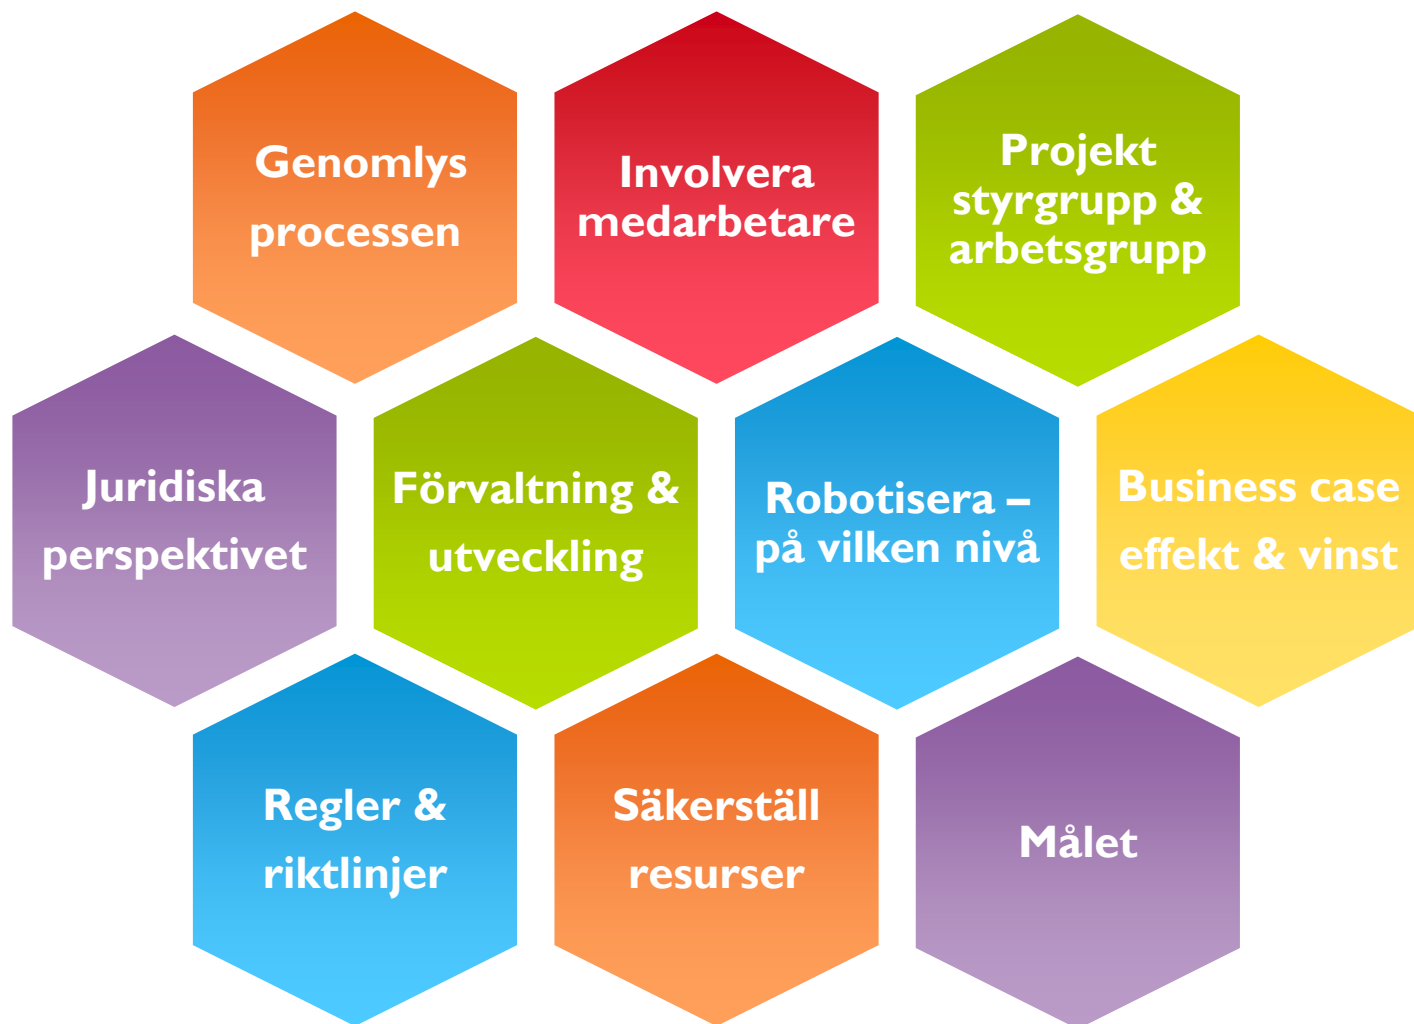 Genomlys
processen
Involvera
medarbetare
Projekt
styrgrupp &
arbetsgrupp
Juridiska
perspektivet
Förvaltning &
utveckling
Robotisera –
på vilken nivå
Business case
effekt & vinst
Regler &
riktlinjer
Säkerställ
resurser
Målet